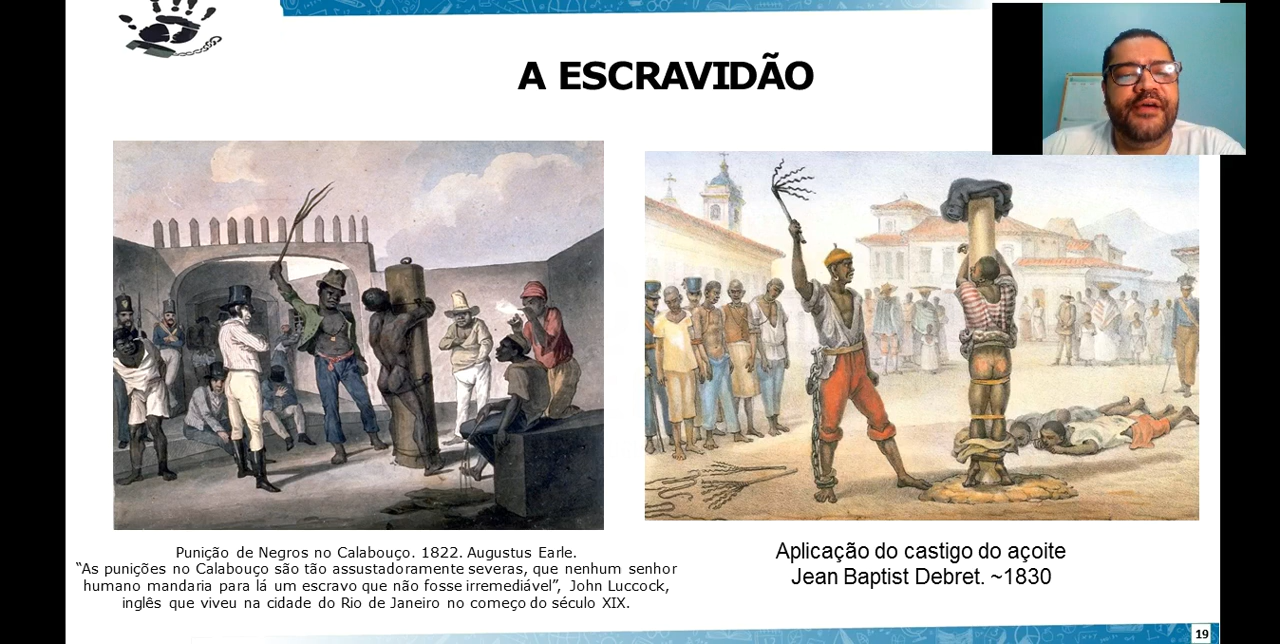 A ESCRAVIDÃO
Punição de Negros no Calabouço. 1822. Augustus Earle.
“As punições no Calabouço são tão assustadoramente severas, que nenhum senhor
humano mandaria para lá um escravo que não fosse irremediável”, John Luccock,
inglês que viveu na cidade do Rio de Janeiro no começo do século XIX.
Aplicação do castigo do açoite
Jean Baptist Debret. ~1830
19